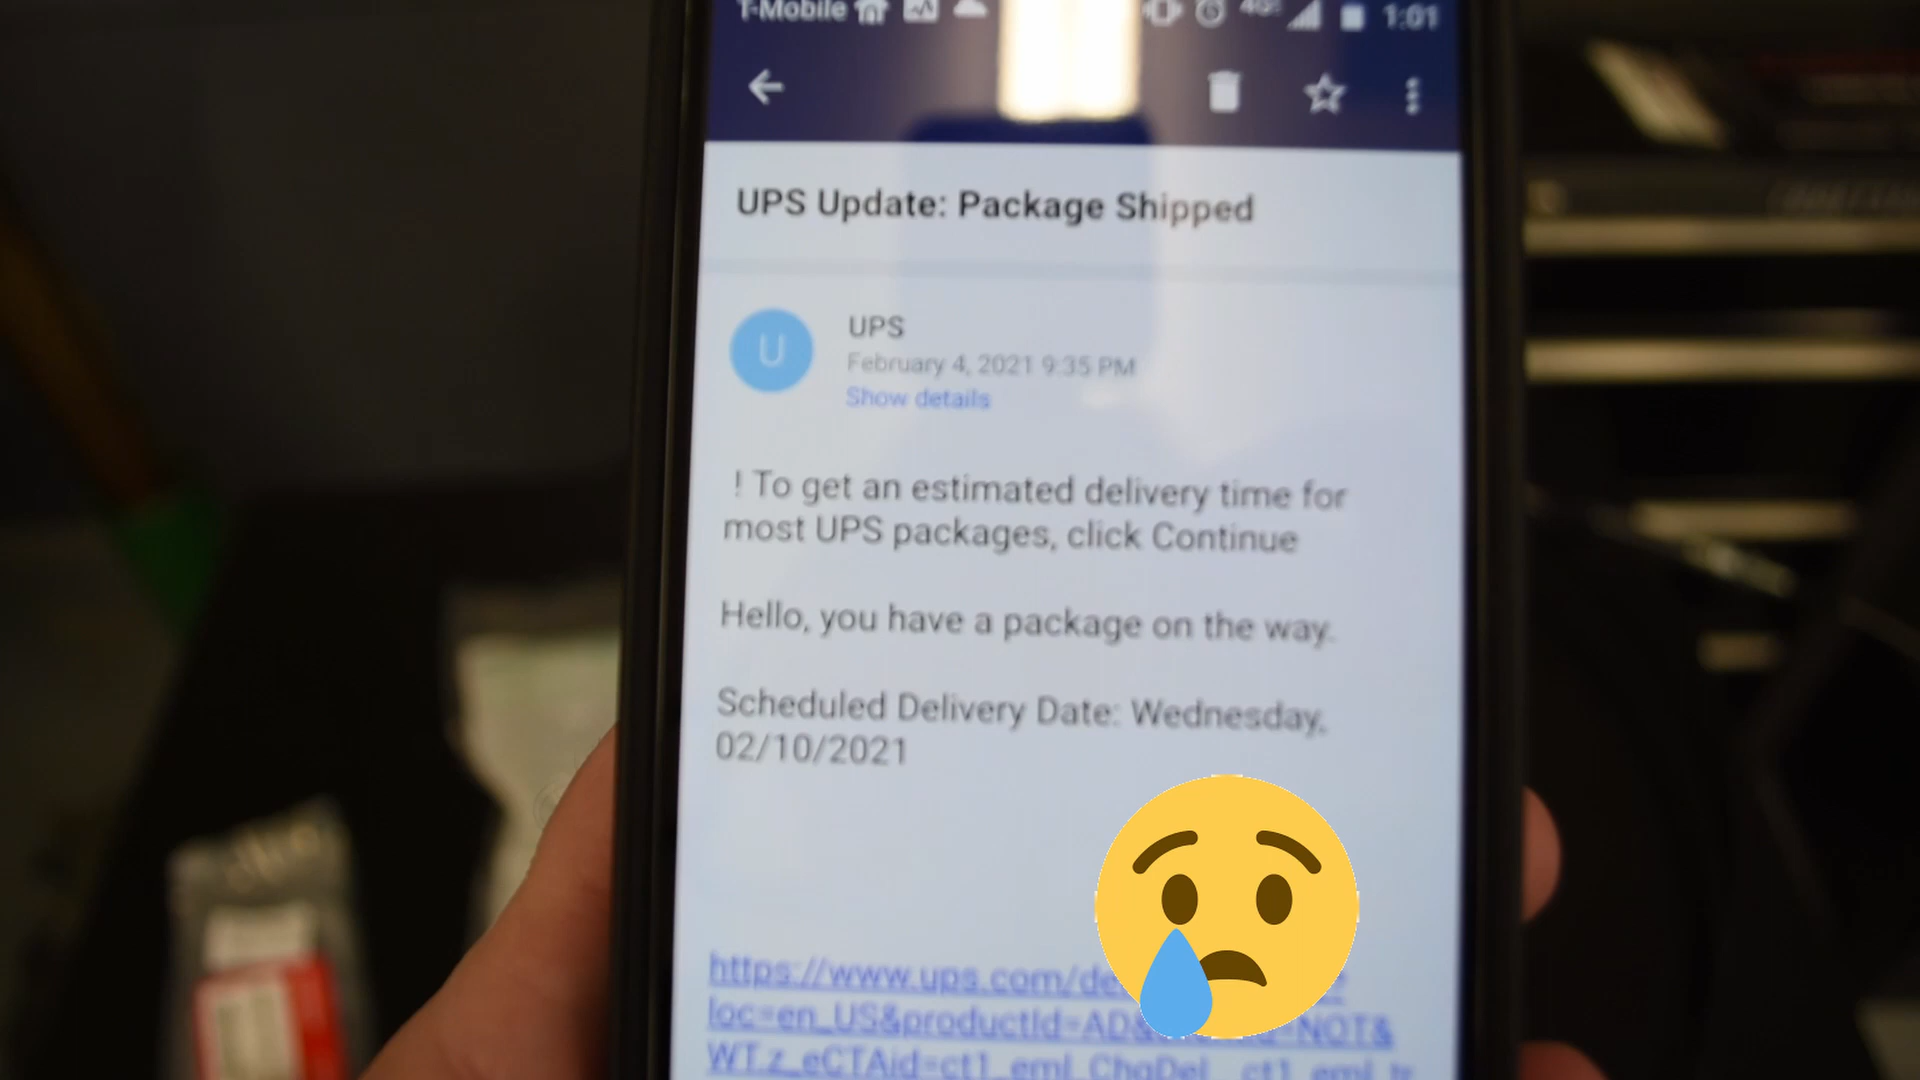 T-Mobile 1:01
UPS Update: Package Shipped
U
UPS
February 4, 2021 9:35 PM
Show details
! To get an estimated delivery time for
most UPS packages, click Continue
Hello, you have a package on the way.
Scheduled Delivery Date: Wednesday,
02/10/2021
https://www.ups.com/de
loc=en_US&productId=AD& =NOT&
WT.z_eCTAid=ct1_eml_ChgDel__ct1_eml_tr